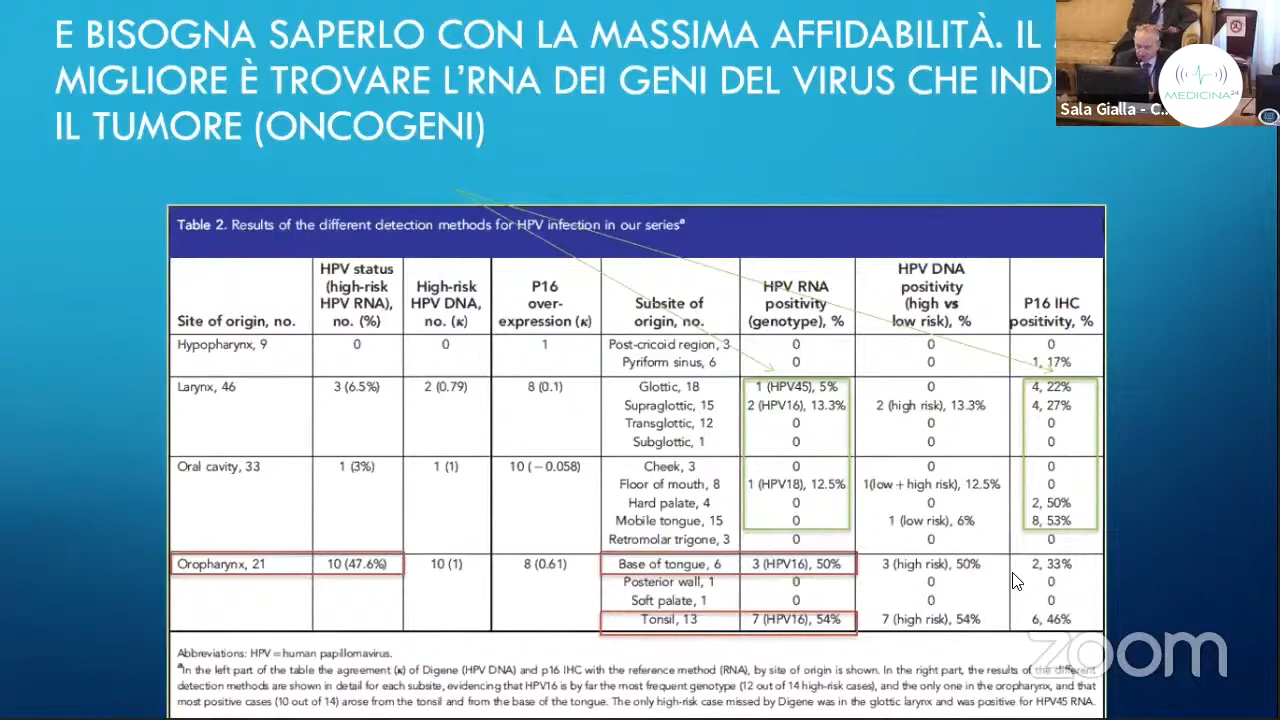 E BISOGNA SAPERLO CON LA MASSIMA AFFIDABILITÀ. IL
MIGLIORE È TROVARE L'RNA DEI GENI DEL VIRUS CHE IND
IL TUMORE (ONCOGENI)
Sala Gialla - C...
MEDICINA24
Table 2. Results of the different detection methods for HPV infection in our seriesª
Site of origin, no. HPV status (high-risk HPV RNA), no. (%) High-risk HPV DNA, no. (κ) P16 over-expression (κ) Subsite of origin, no. HPV RNA positivity (genotype), % HPV DNA positivity (high vs low risk), % P16 IHC positivity, %
Hypopharynx, 9 0 0 1 Post-cricoid region, 3 0 0 0
Pyriform sinus, 6 0 0 1, 17%
Larynx, 46 3 (6.5%) 2 (0.79) 8 (0.1) Glottic, 18 1 (HPV45), 5% 0 4, 22%
Supraglottic, 15 2 (HPV16), 13.3% 2 (high risk), 13.3% 4, 27%
Transglottic, 12 0 0 0
Subglottic, 1 0 0 0
Oral cavity, 33 1 (3%) 1 (1) 10 (−0.058) Cheek, 3 0 0 0
Floor of mouth, 8 1 (HPV18), 12.5% 1(low + high risk), 12.5% 0
Hard palate, 4 0 0 2, 50%
Mobile tongue, 15 0 1 (low risk), 6% 8, 53%
Retromolar trigone, 3 0 0 0
Oropharynx, 21 10 (47.6%) 10 (1) 8 (0.61) Base of tongue, 6 3 (HPV16), 50% 3 (high risk), 50% 2, 33%
Posterior wall, 1 0 0 0
Soft palate, 1 0 0 0
Tonsil, 13 7 (HPV16), 54% 7 (high risk), 54% 6, 46%
Abbreviations: HPV = human papillomavirus.
ªIn the left part of the table the agreement (κ) of Digene (HPV DNA) and p16 IHC with the reference method (RNA), by site of origin is shown. In the right part, the results of the different
detection methods are shown in detail for each subsite, evidencing that HPV16 is by far the most frequent genotype (12 out of 14 high-risk cases), and the only one in the oropharynx, and that
most positive cases (10 out of 14) arose from the tonsil and from the base of the tongue. The only high-risk case missed by Digene was in the glottic larynx and was positive for HPV45 RNA.
zoom